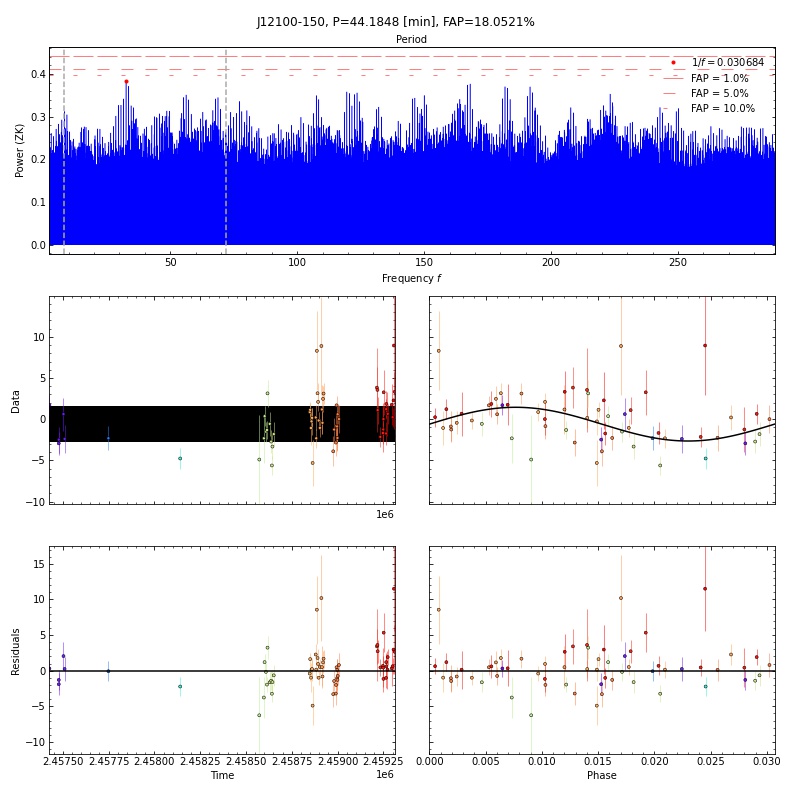 J12100-150, P=44.1848 [min], FAP=18.0521%
Period
Power (ZK)
0.4
0.3
0.2
0.1
0.0
1/f = 0.030684
FAP = 1.0%
FAP = 5.0%
FAP = 10.0%
50 100 150 200 250
Frequency f
Data
10
5
0
−5
−10
1e6
Residuals
15
10
5
0
−5
−10
2.45750 2.45775 2.45800 2.45825 2.45850 2.45875 2.45900 2.45925
1e6
Time
0.000 0.005 0.010 0.015 0.020 0.025 0.030
Phase